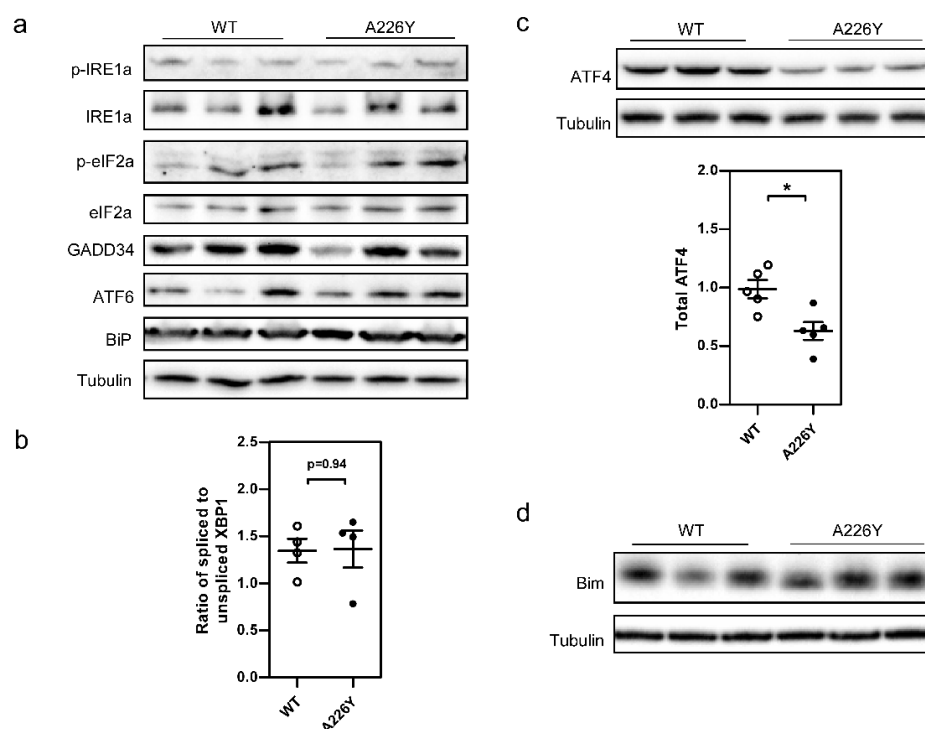 a
WT A226Y
p-IRE1a
IRE1a
p-eIF2a
eIF2a
GADD34
ATF6
BiP
Tubulin
b
Ratio of spliced to
unspliced XBP1
2.5
2.0
1.5
1.0
0.5
0.0
p=0.94
WT A226Y
c
WT A226Y
ATF4
Tubulin
Total ATF4
2.0
1.5
1.0
0.5
0.0
*
WT A226Y
d
WT A226Y
Bim
Tubulin